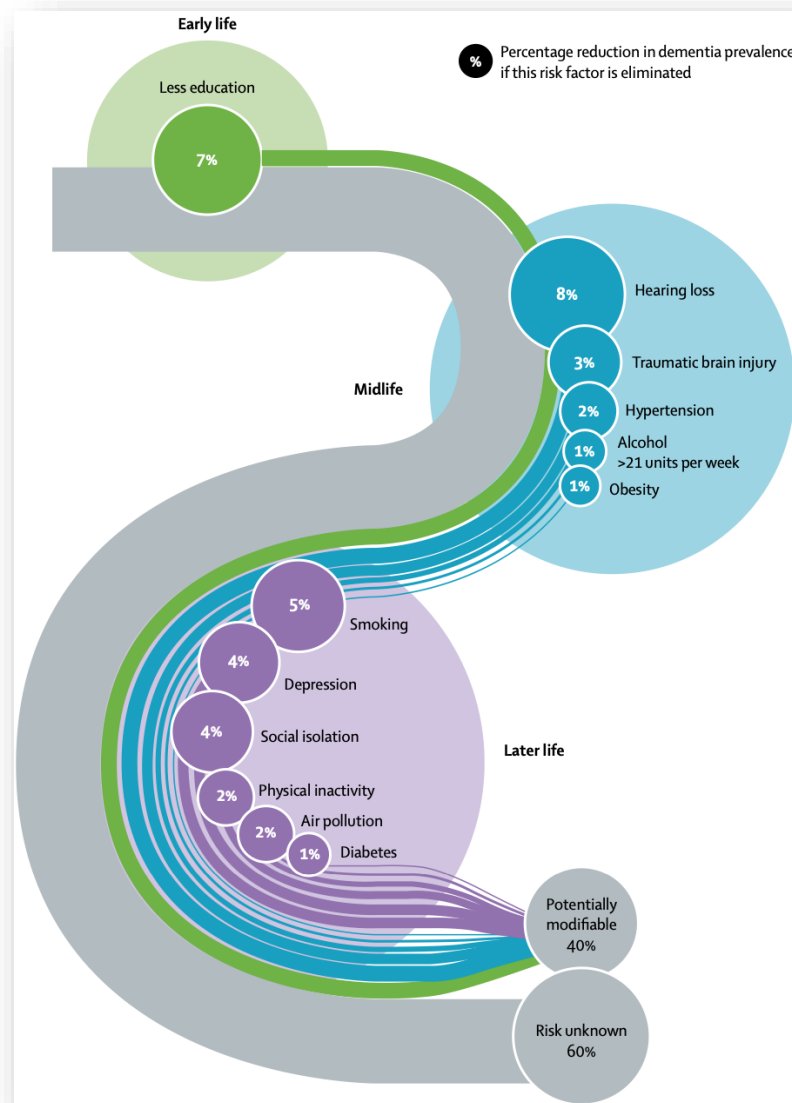 Early life
Percentage reduction in dementia prevalence
%
if this risk factor is eliminated
Less education
7%
8%
Hearing loss
3%
Traumatic brain injury
Midlife
2%
Hypertension
1%
Alcohol
>21 units per week
1%
Obesity
5%
Smoking
4%
Depression
4%
Social isolation
Later life
2%
Physical inactivity
2%
Air pollution
1%
Diabetes
Potentially
modifiable
40%
Risk unknown
60%